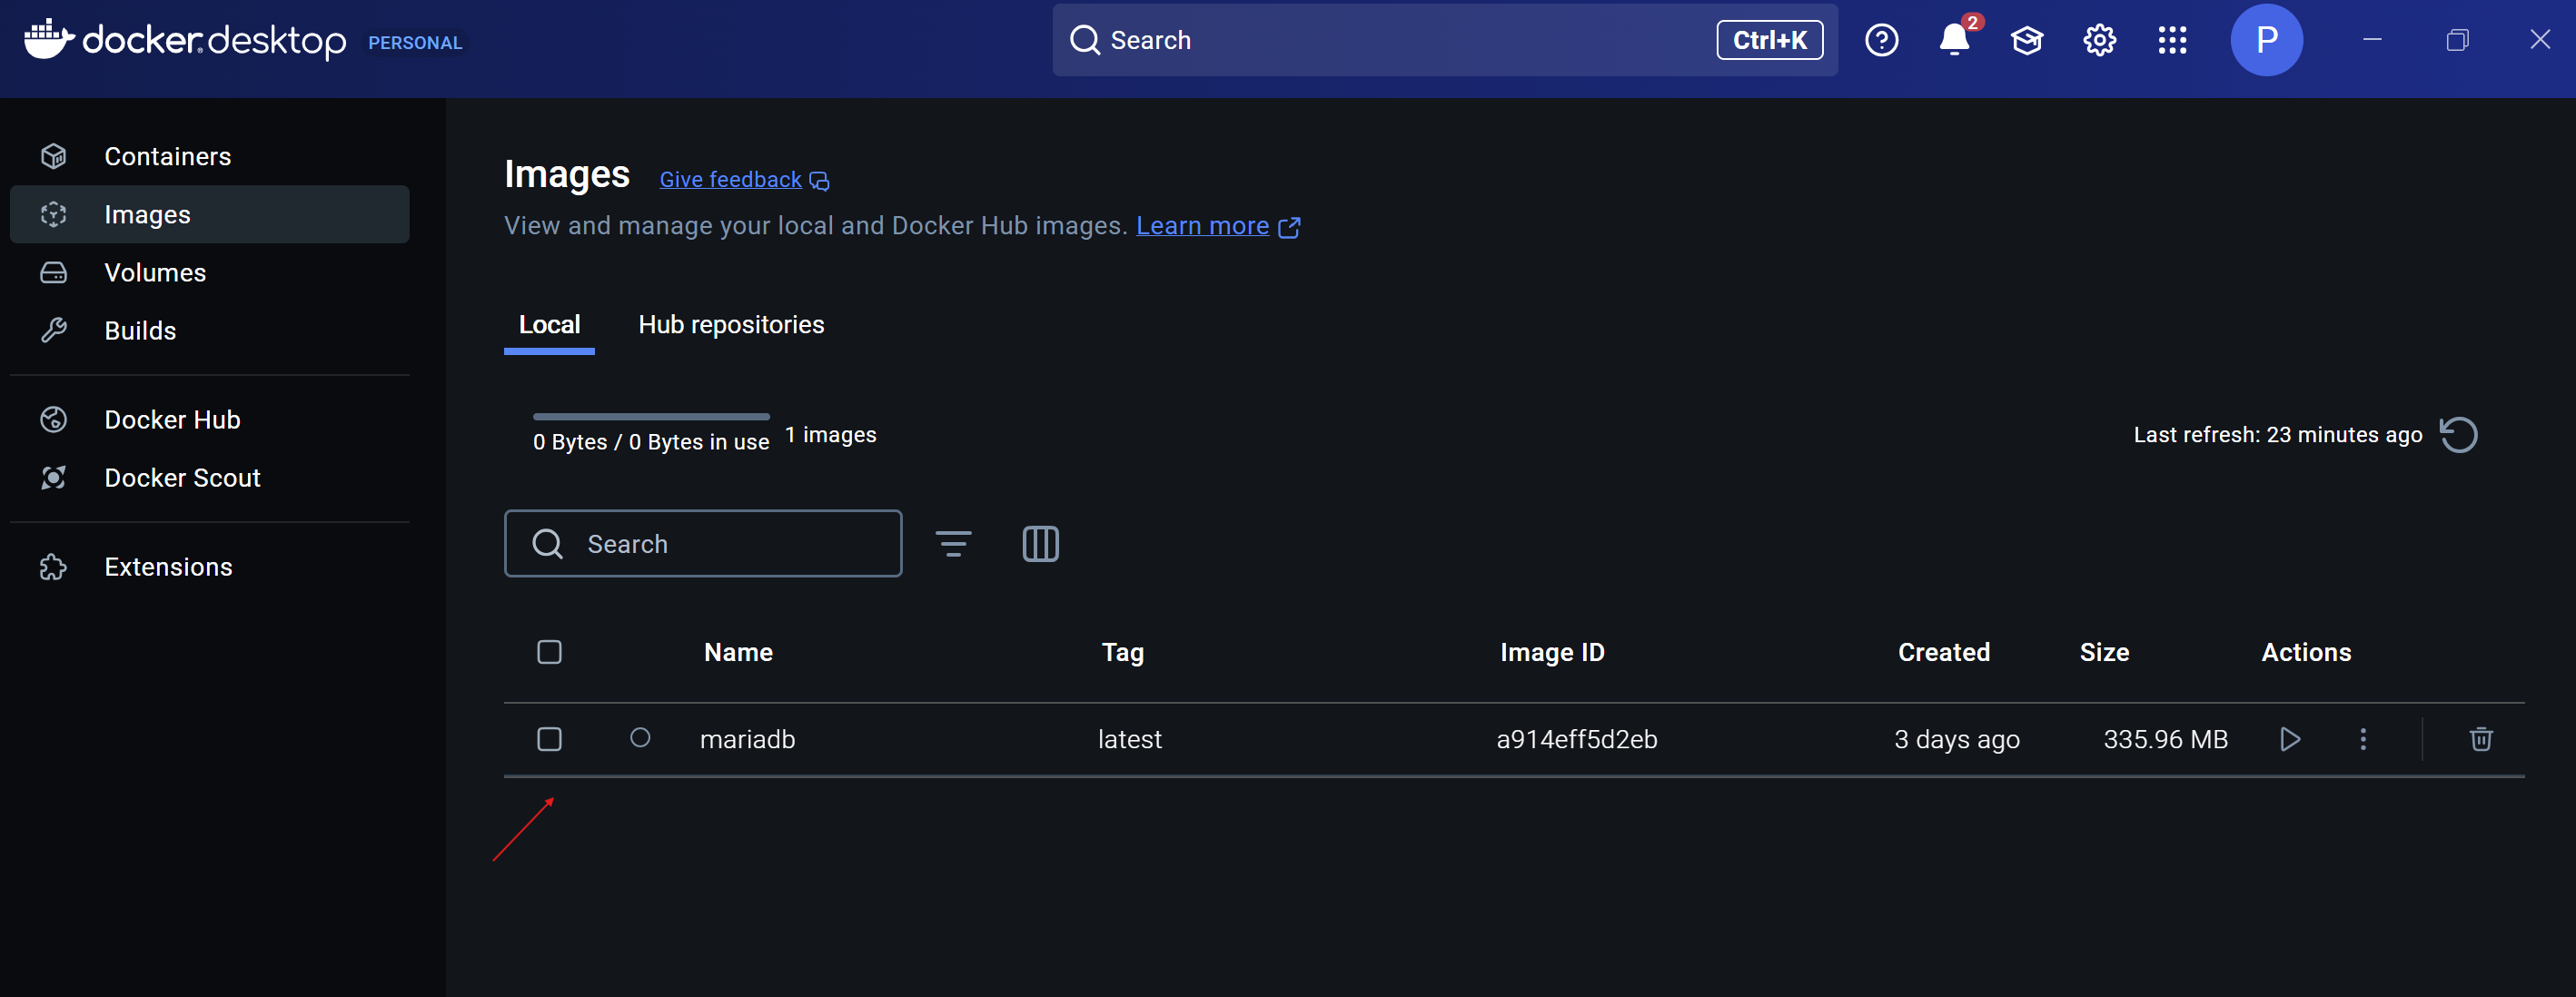 docker.desktop PERSONAL
Search Ctrl+K
2
P
Containers
Images
Volumes
Builds
Docker Hub
Docker Scout
Extensions
Images Give feedback
View and manage your local and Docker Hub images. Learn more
Local Hub repositories
0 Bytes / 0 Bytes in use 1 images
Last refresh: 23 minutes ago
Search
Name Tag Image ID Created Size Actions
mariadb latest a914eff5d2eb 3 days ago 335.96 MB